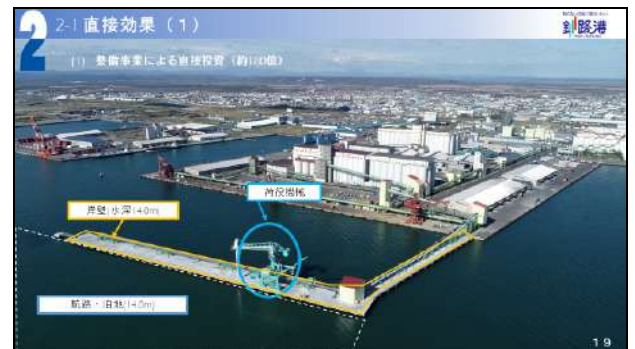 2
2-1 直接効果（１）
釧路港
(1) 整備事業による直接投資
荷役機械
岸壁(水深14.0m)
航路・泊地(14.0m)
19